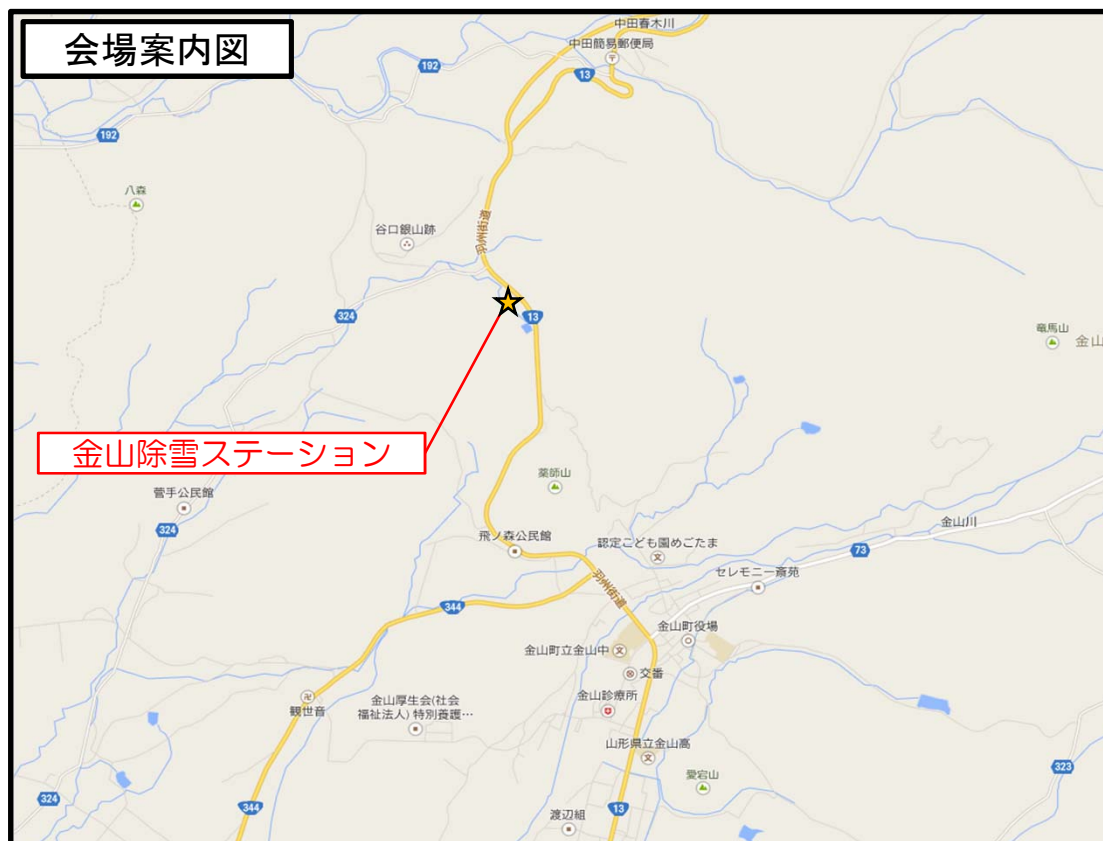 会場案内図
中田春木川
中田簡易郵便局
192
13
192
八森
羽州街道
谷口銀山跡
324
13
竜馬山
金山
金山除雪ステーション
薬師山
菅手公民館
324
金山川
飛ノ森公民館
認定こども園めごたま
73
セレモニー斎苑
羽州街道
344
金山町役場
金山町立金山中
交番
金山診療所
観世音
金山厚生会(社会
福祉法人) 特別養護…
山形県立金山高
愛宕山
323
324
344
13
渡辺組